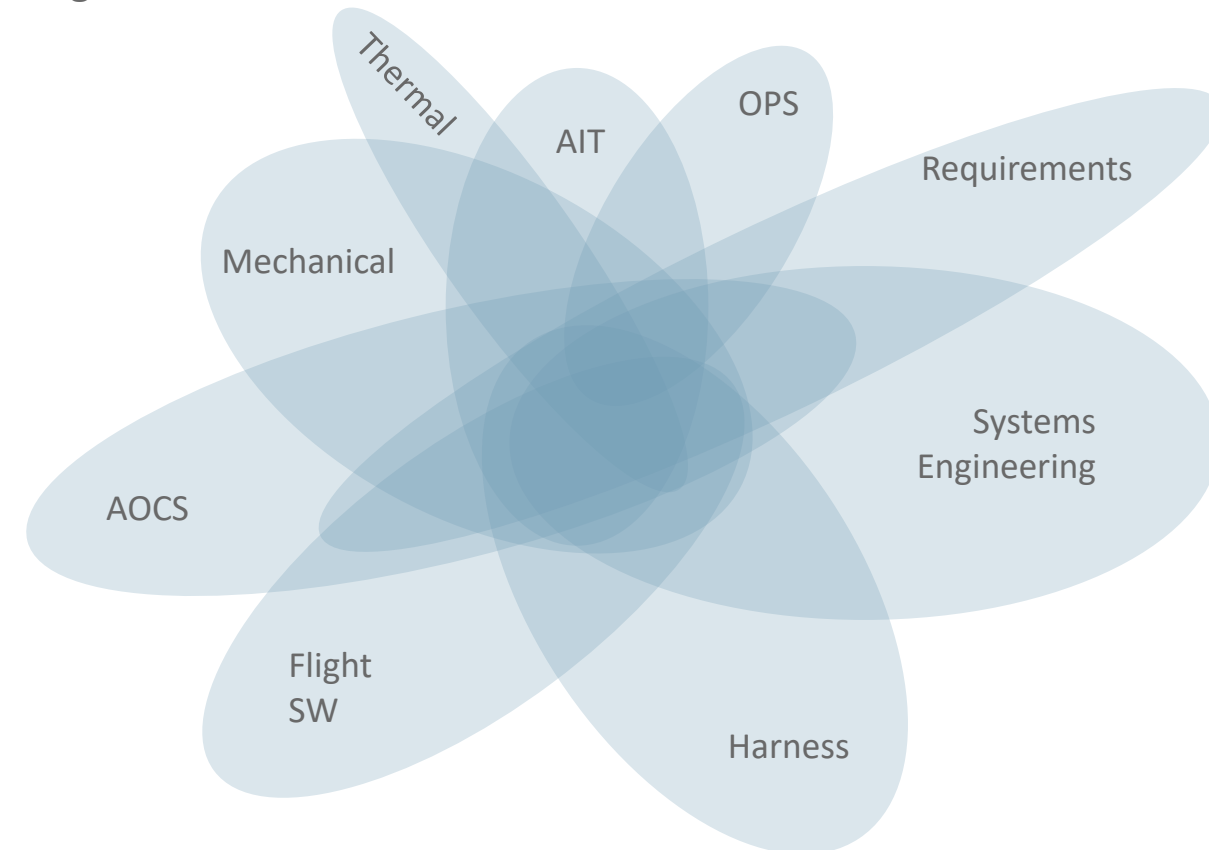 Thermal
AIT
OPS
Requirements
Mechanical
Systems
Engineering
AOCS
Flight
SW
Harness